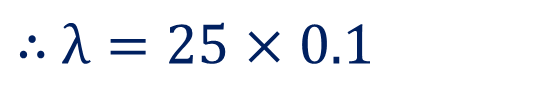 ∴ λ = 25 × 0.1